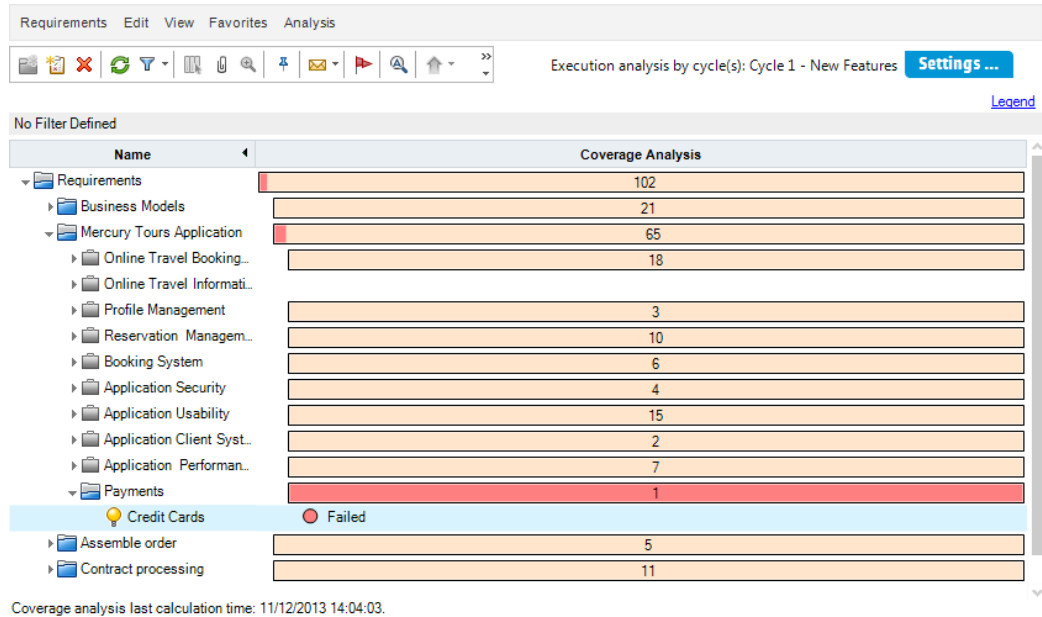 Requirements Edit View Favorites Analysis
Execution analysis by cycle(s): Cycle 1 - New Features Settings ...
Legend
No Filter Defined
Name Coverage Analysis
Requirements 102
Business Models 21
Mercury Tours Application 65
Online Travel Booking... 18
Online Travel Informati...
Profile Management 3
Reservation Managem... 10
Booking System 6
Application Security 4
Application Usability 15
Application Client Syst... 2
Application Performan... 7
Payments 1
Credit Cards Failed
Assemble order 5
Contract processing 11
Coverage analysis last calculation time: 11/12/2013 14:04:03.